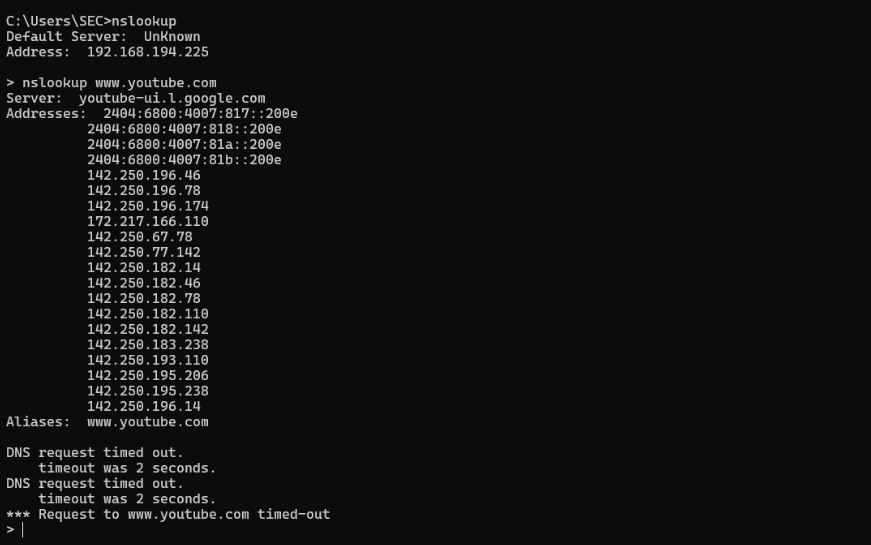 C:\Users\SEC>nslookup
Default Server:  UnKnown
Address:  192.168.194.225
> nslookup www.youtube.com
Server:  youtube-ui.l.google.com
Addresses:  2404:6800:4007:817::200e
2404:6800:4007:818::200e
2404:6800:4007:81a::200e
2404:6800:4007:81b::200e
142.250.196.46
142.250.196.78
142.250.196.174
172.217.166.110
142.250.67.78
142.250.77.142
142.250.182.14
142.250.182.46
142.250.182.78
142.250.182.110
142.250.182.142
142.250.183.238
142.250.193.110
142.250.195.206
142.250.195.238
142.250.196.14
Aliases:  www.youtube.com
DNS request timed out.
timeout was 2 seconds.
DNS request timed out.
timeout was 2 seconds.
*** Request to www.youtube.com timed-out
>